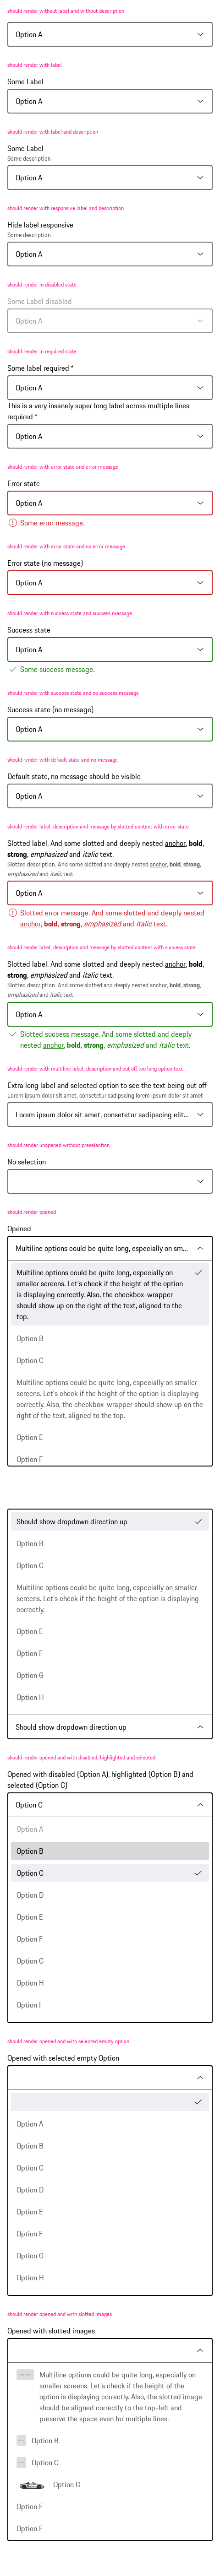 should render without label and without description
Option A
should render with label
Some Label
Option A
should render with label and description
Some Label
Some description
Option A
should render with responsive label and description
Hide label responsive
Some description
Option A
should render in disabled state
Some Label disabled
Option A
should render in required state
Some label required *
Option A
This is a very insanely super long label across multiple lines
required *
Option A
should render with error state and error message
Error state
Option A
Some error message.
should render with error state and no error message
Error state (no message)
Option A
should render with success state and success message
Success state
Option A
Some success message.
should render with success state and no success message
Success state (no message)
Option A
should render with default state and no message
Default state, no message should be visible
Option A
should render label, description and message by slotted content with error state
Slotted label. And some slotted and deeply nested anchor, bold,
strong, emphasized and italic text.
Slotted description. And some slotted and deeply nested anchor, bold, strong,
emphasized and italic text.
Option A
Slotted error message. And some slotted and deeply nested
anchor, bold, strong, emphasized and italic text.
should render label, description and message by slotted content with success state
Slotted label. And some slotted and deeply nested anchor, bold,
strong, emphasized and italic text.
Slotted description. And some slotted and deeply nested anchor, bold, strong,
emphasized and italic text.
Option A
Slotted success message. And some slotted and deeply
nested anchor, bold, strong, emphasized and italic text.
should render with multiline label, description and cut off too long option text
Extra long label and selected option to see the text being cut off
Lorem ipsum dolor sit amet, consetetur sadipscing lorem ipsum dolor sit amet
Lorem ipsum dolor sit amet, consetetur sadipscing elit...
should render unopened without preselection
No selection
should render opened
Opened
Multiline options could be quite long, especially on sm...
Multiline options could be quite long, especially on
smaller screens. Let's check if the height of the option
is displaying correctly. Also, the checkbox-wrapper
should show up on the right of the text, aligned to the
top.
Option B
Option C
Multiline options could be quite long, especially on smaller
screens. Let's check if the height of the option is displaying
correctly. Also, the checkbox-wrapper should show up on the
right of the text, aligned to the top.
Option E
Option F
Should show dropdown direction up
Option B
Option C
Multiline options could be quite long, especially on smaller
screens. Let's check if the height of the option is displaying
correctly.
Option E
Option F
Option G
Option H
Should show dropdown direction up
should render opened and with disabled, highlighted and selected
Opened with disabled (Option A), highlighted (Option B) and
selected (Option C)
Option C
Option A
Option B
Option C
Option D
Option E
Option F
Option G
Option H
Option I
should render opened and with selected empty option
Opened with selected empty Option
Option A
Option B
Option C
Option D
Option E
Option F
Option G
Option H
should render opened and with slotted images
Opened with slotted images
Multiline options could be quite long, especially on
smaller screens. Let's check if the height of the
option is displaying correctly. Also, the slotted image
should be aligned correctly to the top-left and
preserve the space even for multiple lines.
Option B
Option C
Option C
Option E
Option F